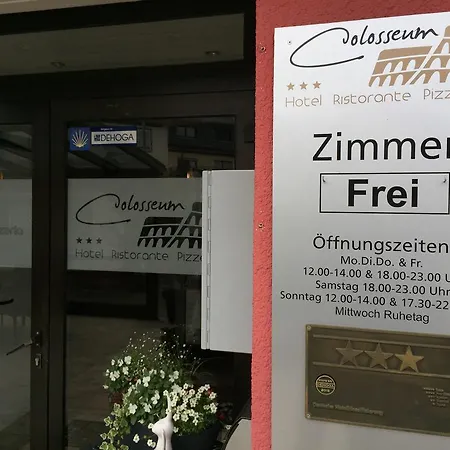 DEHOGA
Colosseum
Hotel Ristorante Pizz
Colosseum
Hotel Ristorante Pizz
Zimmer
Frei
Öffnungszeiten
Mo.Di.Do. & Fr.
12.00-14.00 & 18.00-23.00 U
Samstag 18.00-23.00 Uhr
Sonntag 12.00-14.00 & 17.30-22
Mittwoch Ruhetag